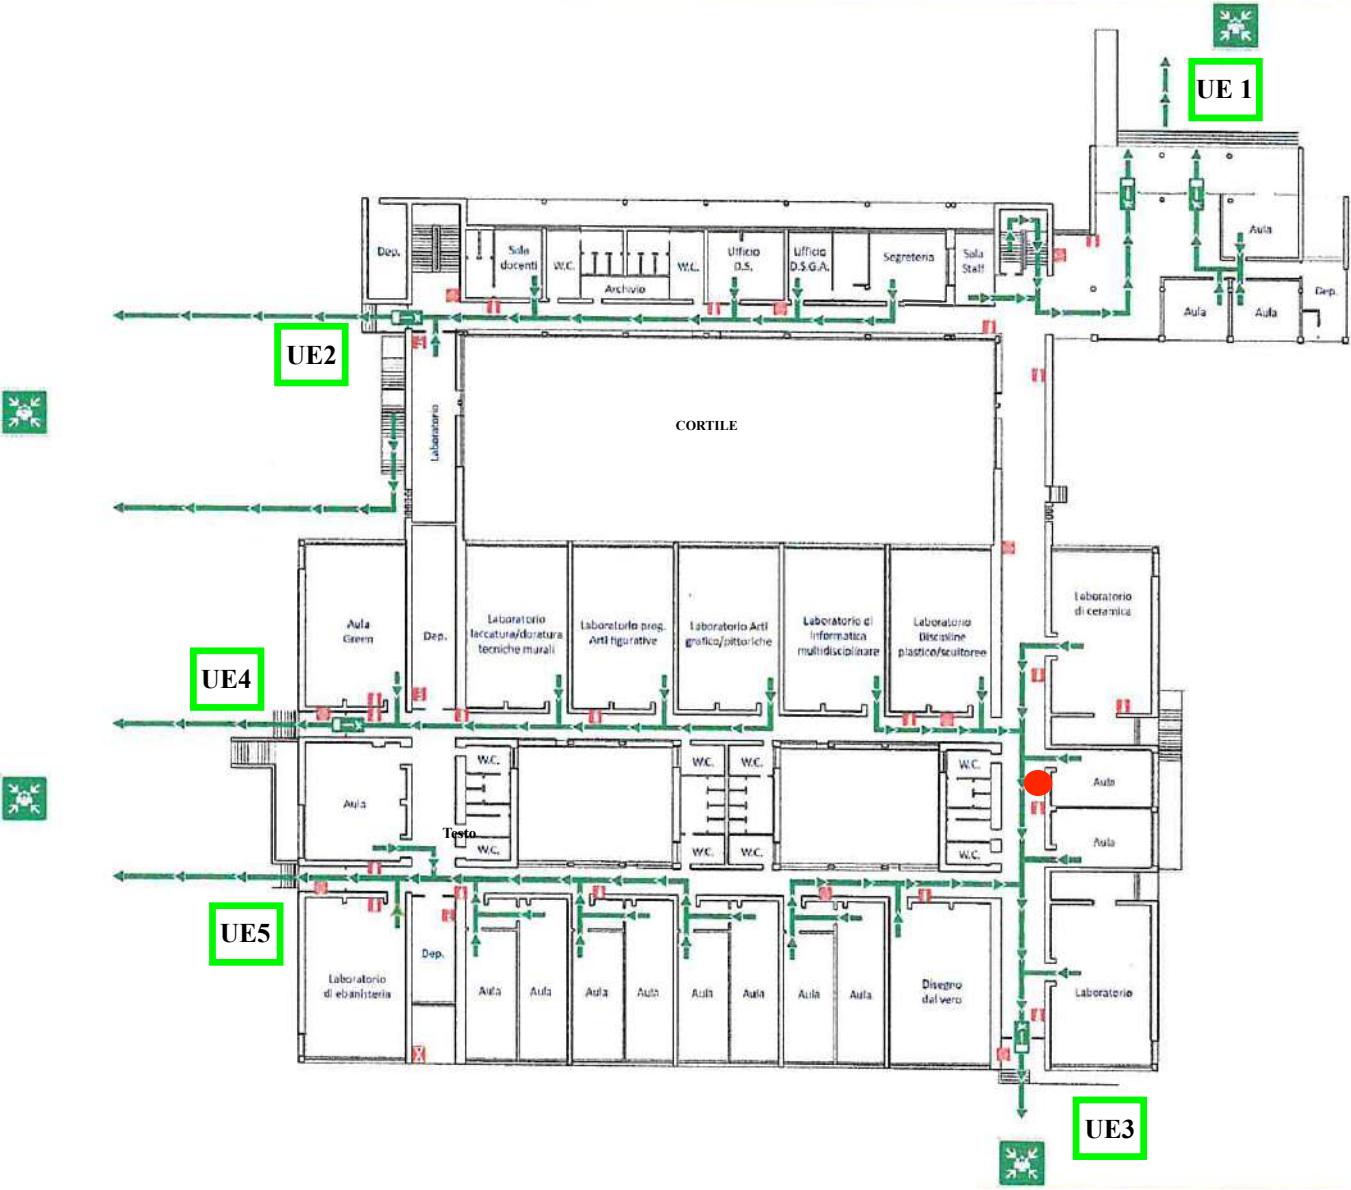 UE 1
Aula
Dep.
Sala
docenti
W.C.
W.C.
Archivio
Ufficio
D.S.
Ufficio
D.S.G.A.
Segreteria
Sala
Staff
Aula
Aula
Dep.
UE2
Laboratorio
CORTILE
Aula
Green
Dep.
Laboratorio
laccatura/doratura
tecniche murali
Laboratorio prog.
Arti figurative
Laboratorio Arti
grafico/pittoriche
Laboratorio di
informatica
multidisciplinare
Laboratorio
Discipline
plastico/scultoree
Laboratorio
di ceramica
UE4
W.C.
W.C.
W.C.
W.C.
Aula
Aula
Testo
Aula
W.C.
W.C.
W.C.
W.C.
UE5
Dep.
Laboratorio
di ebanisteria
Aula
Aula
Aula
Aula
Aula
Aula
Aula
Aula
Disegno
dal vero
Laboratorio
UE3